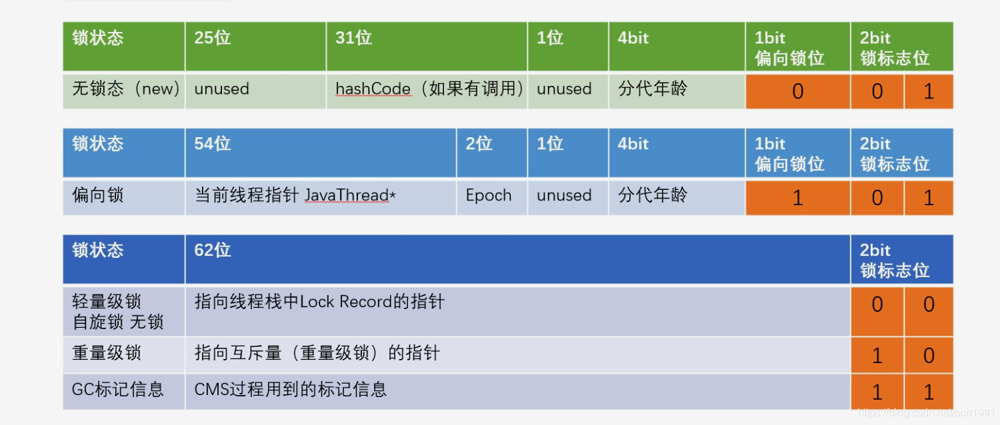 锁状态 25位 31位 1位 4bit 1bit 2bit
偏向锁位 锁标志位
无锁态（new） unused hashCode（如果有调用） unused 分代年龄 0 0 1
锁状态 54位 2位 1位 4bit 1bit 2bit
偏向锁位 锁标志位
偏向锁 当前线程指针 JavaThread* Epoch unused 分代年龄 1 0 1
锁状态 62位 2bit
锁标志位
轻量级锁 指向线程栈中Lock Record的指针 0 0
自旋锁 无锁
重量级锁 指向互斥量（重量级锁）的指针 1 0
GC标记信息 CMS过程用到的标记信息 1 1
https://blog.csdn.net/bch1991